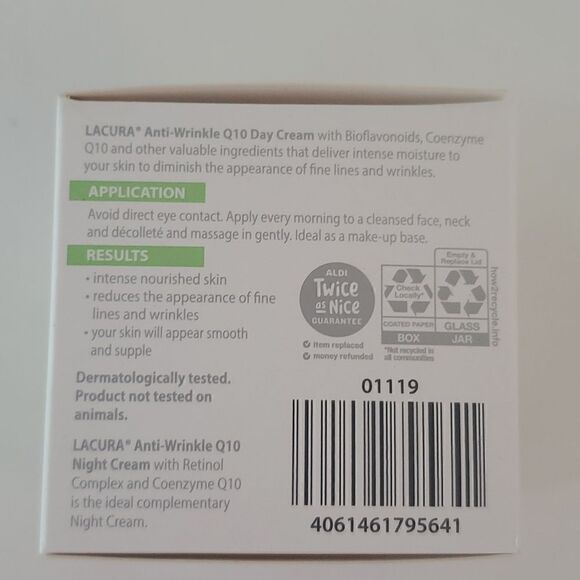 LACURA® Anti-Wrinkle Q10 Day Cream with Bioflavonoids, Coenzyme
Q10 and other valuable ingredients that deliver intense moisture to
your skin to diminish the appearance of fine lines and wrinkles.
APPLICATION
Avoid direct eye contact. Apply every morning to a cleansed face, neck
and décolleté and massage in gently. Ideal as a make-up base.
RESULTS
• intense nourished skin
• reduces the appearance of fine
lines and wrinkles
• your skin will appear smooth
and supple
Dermatologically tested.
Product not tested on
animals.
LACURA® Anti-Wrinkle Q10
Night Cream with Retinol
Complex and Coenzyme Q10
is the ideal complementary
Night Cream.
ALDI
Twice
as Nice
GUARANTEE
item replaced
money refunded
Check
Locally*
COATED PAPER
BOX
*Not recycled in
all communities
Empty &
Replace Lid
GLASS
JAR
how2recycle.info
01119
4061461795641